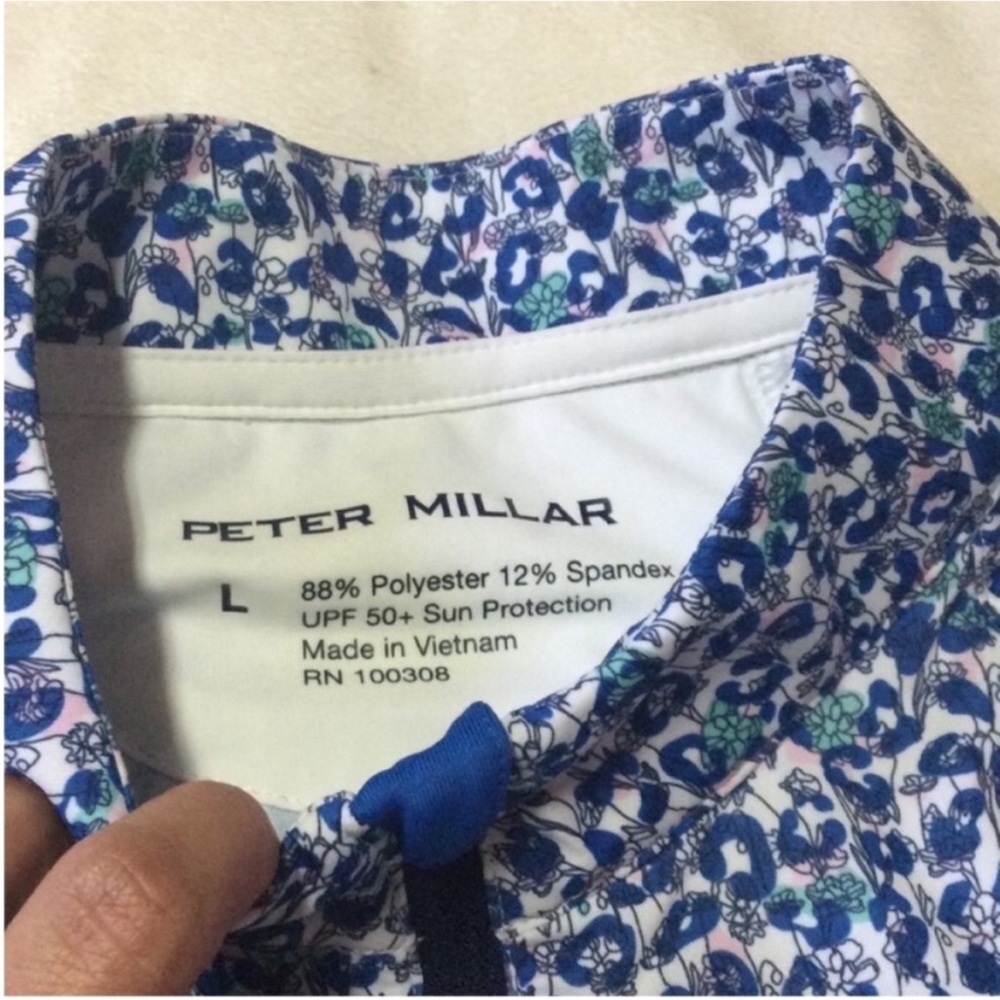 PETER MILLAR
L
88% Polyester 12% Spandex
UPF 50+ Sun Protection
Made in Vietnam
RN 100308